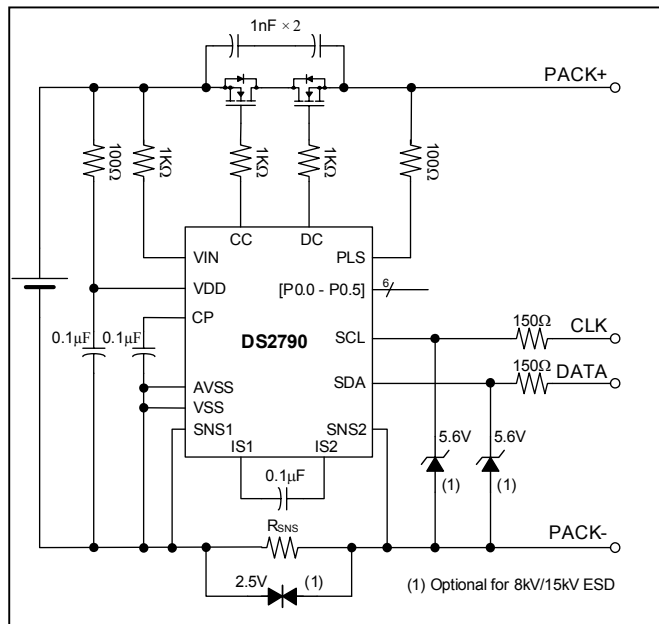 1nF × 2
PACK+
100Ω
1KΩ
1KΩ
1KΩ
100Ω
CC
DC
VIN
PLS
VDD
[P0.0 - P0.5]
6
CP
0.1µF
0.1µF
DS2790
SCL
150Ω
CLK
SDA
150Ω
DATA
AVSS
VSS
SNS1
SNS2
IS1
IS2
5.6V
5.6V
0.1µF
(1)
(1)
RSNS
PACK-
2.5V
(1)
(1) Optional for 8kV/15kV ESD